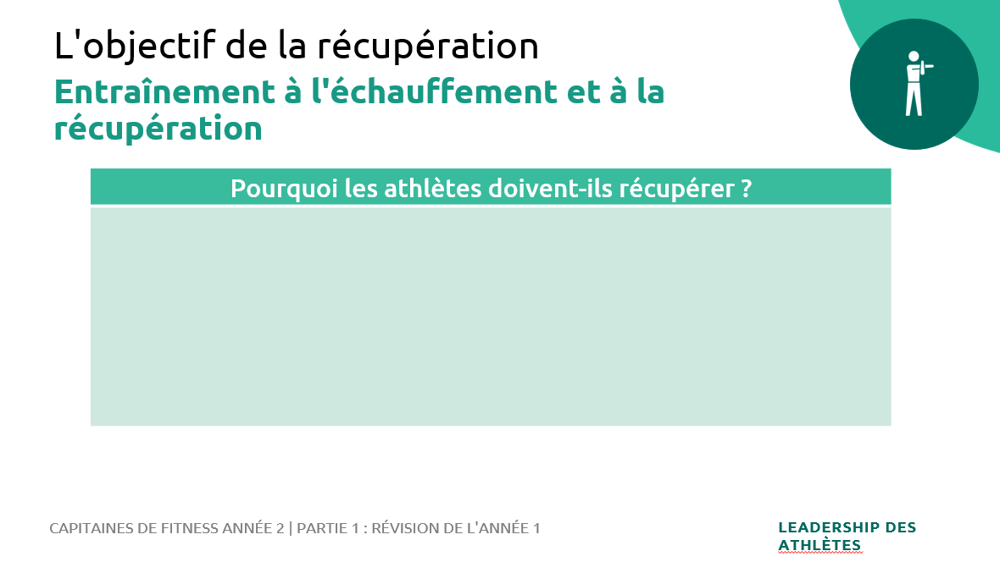 L'objectif de la récupération
Entraînement à l'échauffement et à la
récupération
Pourquoi les athlètes doivent-ils récupérer ?
CAPITAINES DE FITNESS ANNÉE 2 | PARTIE 1 : RÉVISION DE L'ANNÉE 1
LEADERSHIP DES
ATHLÈTES